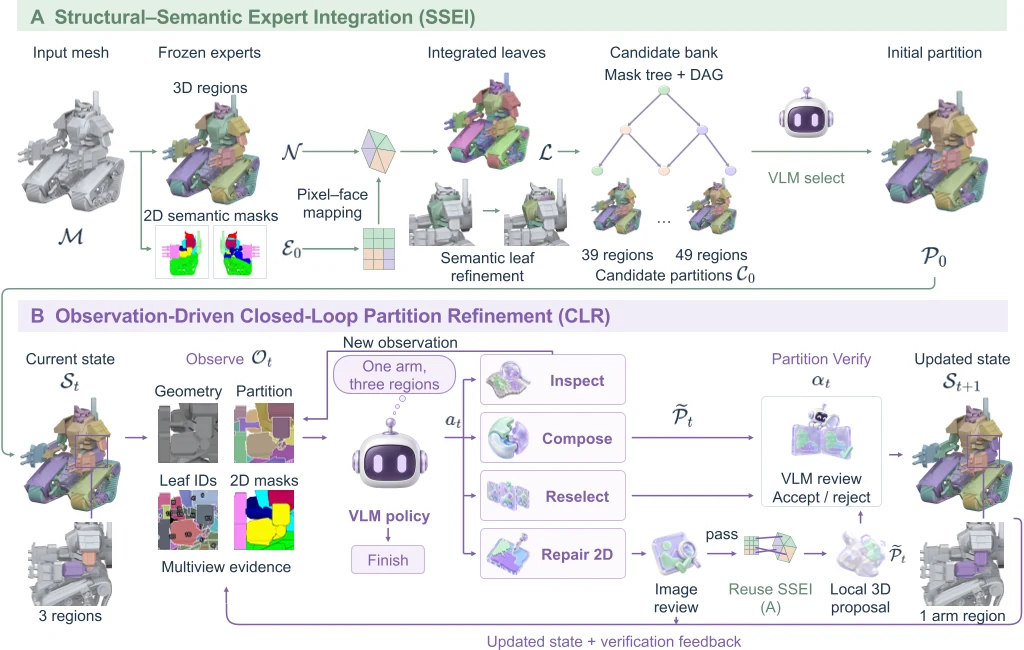 A Structural–Semantic Expert Integration (SSEI)
Input mesh
Frozen experts
Integrated leaves
Candidate bank
Initial partition
3D regions
Mask tree + DAG
𝒩
ℒ
VLM select
Pixel–face
mapping
2D semantic masks
ℳ
ℰ₀
Semantic leaf
refinement
...
39 regions
49 regions
Candidate partitions 𝒞₀
𝒫₀
B Observation-Driven Closed-Loop Partition Refinement (CLR)
Current state
𝒮ₜ
Observe 𝒪ₜ
New observation
One arm,
three regions
Partition Verify
αₜ
Updated state
𝒮ₜ₊₁
Geometry
Partition
Inspect
aₜ
Compose
𝒫̃ₜ
Leaf IDs
2D masks
VLM policy
Reselect
VLM review
Accept / reject
Finish
Repair 2D
pass
𝒫̃ₜ
Multiview evidence
Image
review
Reuse SSEI
(A)
Local 3D
proposal
3 regions
1 arm region
Updated state + verification feedback